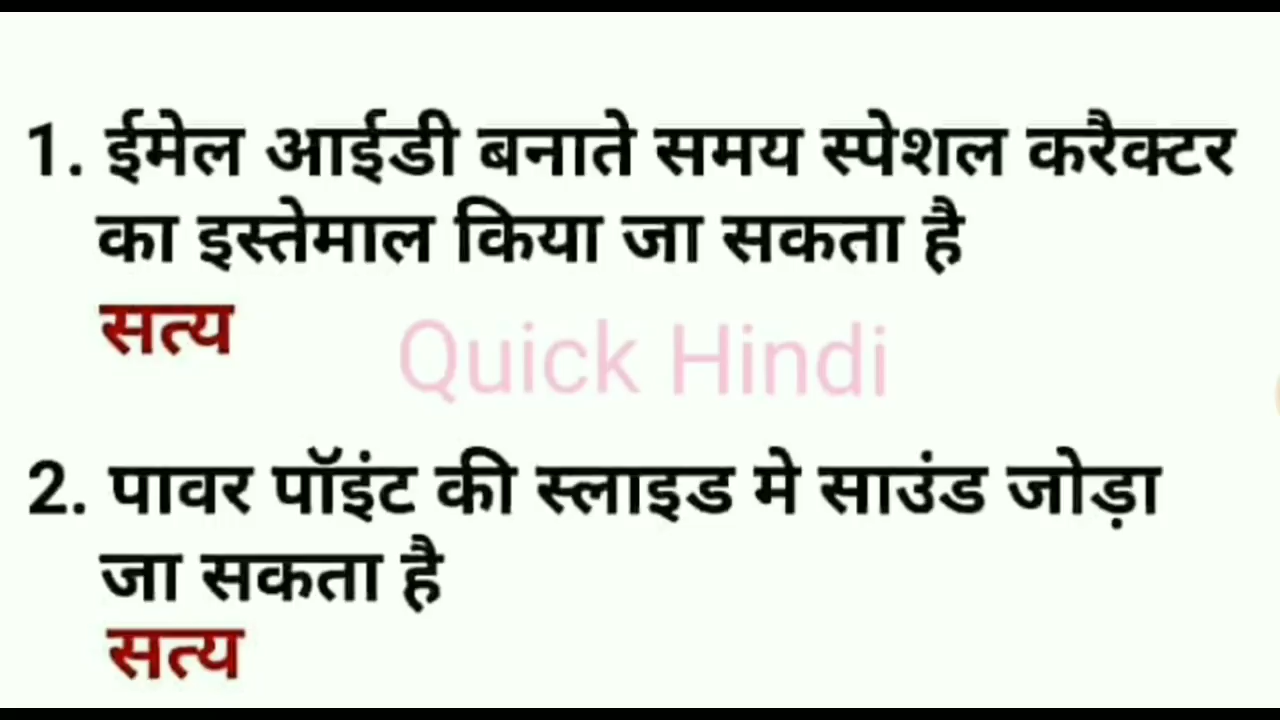 1. ईमेल आईडी बनाते समय स्पेशल करैक्टर
का इस्तेमाल किया जा सकता है
सत्य
Quick Hindi
2. पावर पॉइंट की स्लाइड मे साउंड जोड़ा
जा सकता है
सत्य